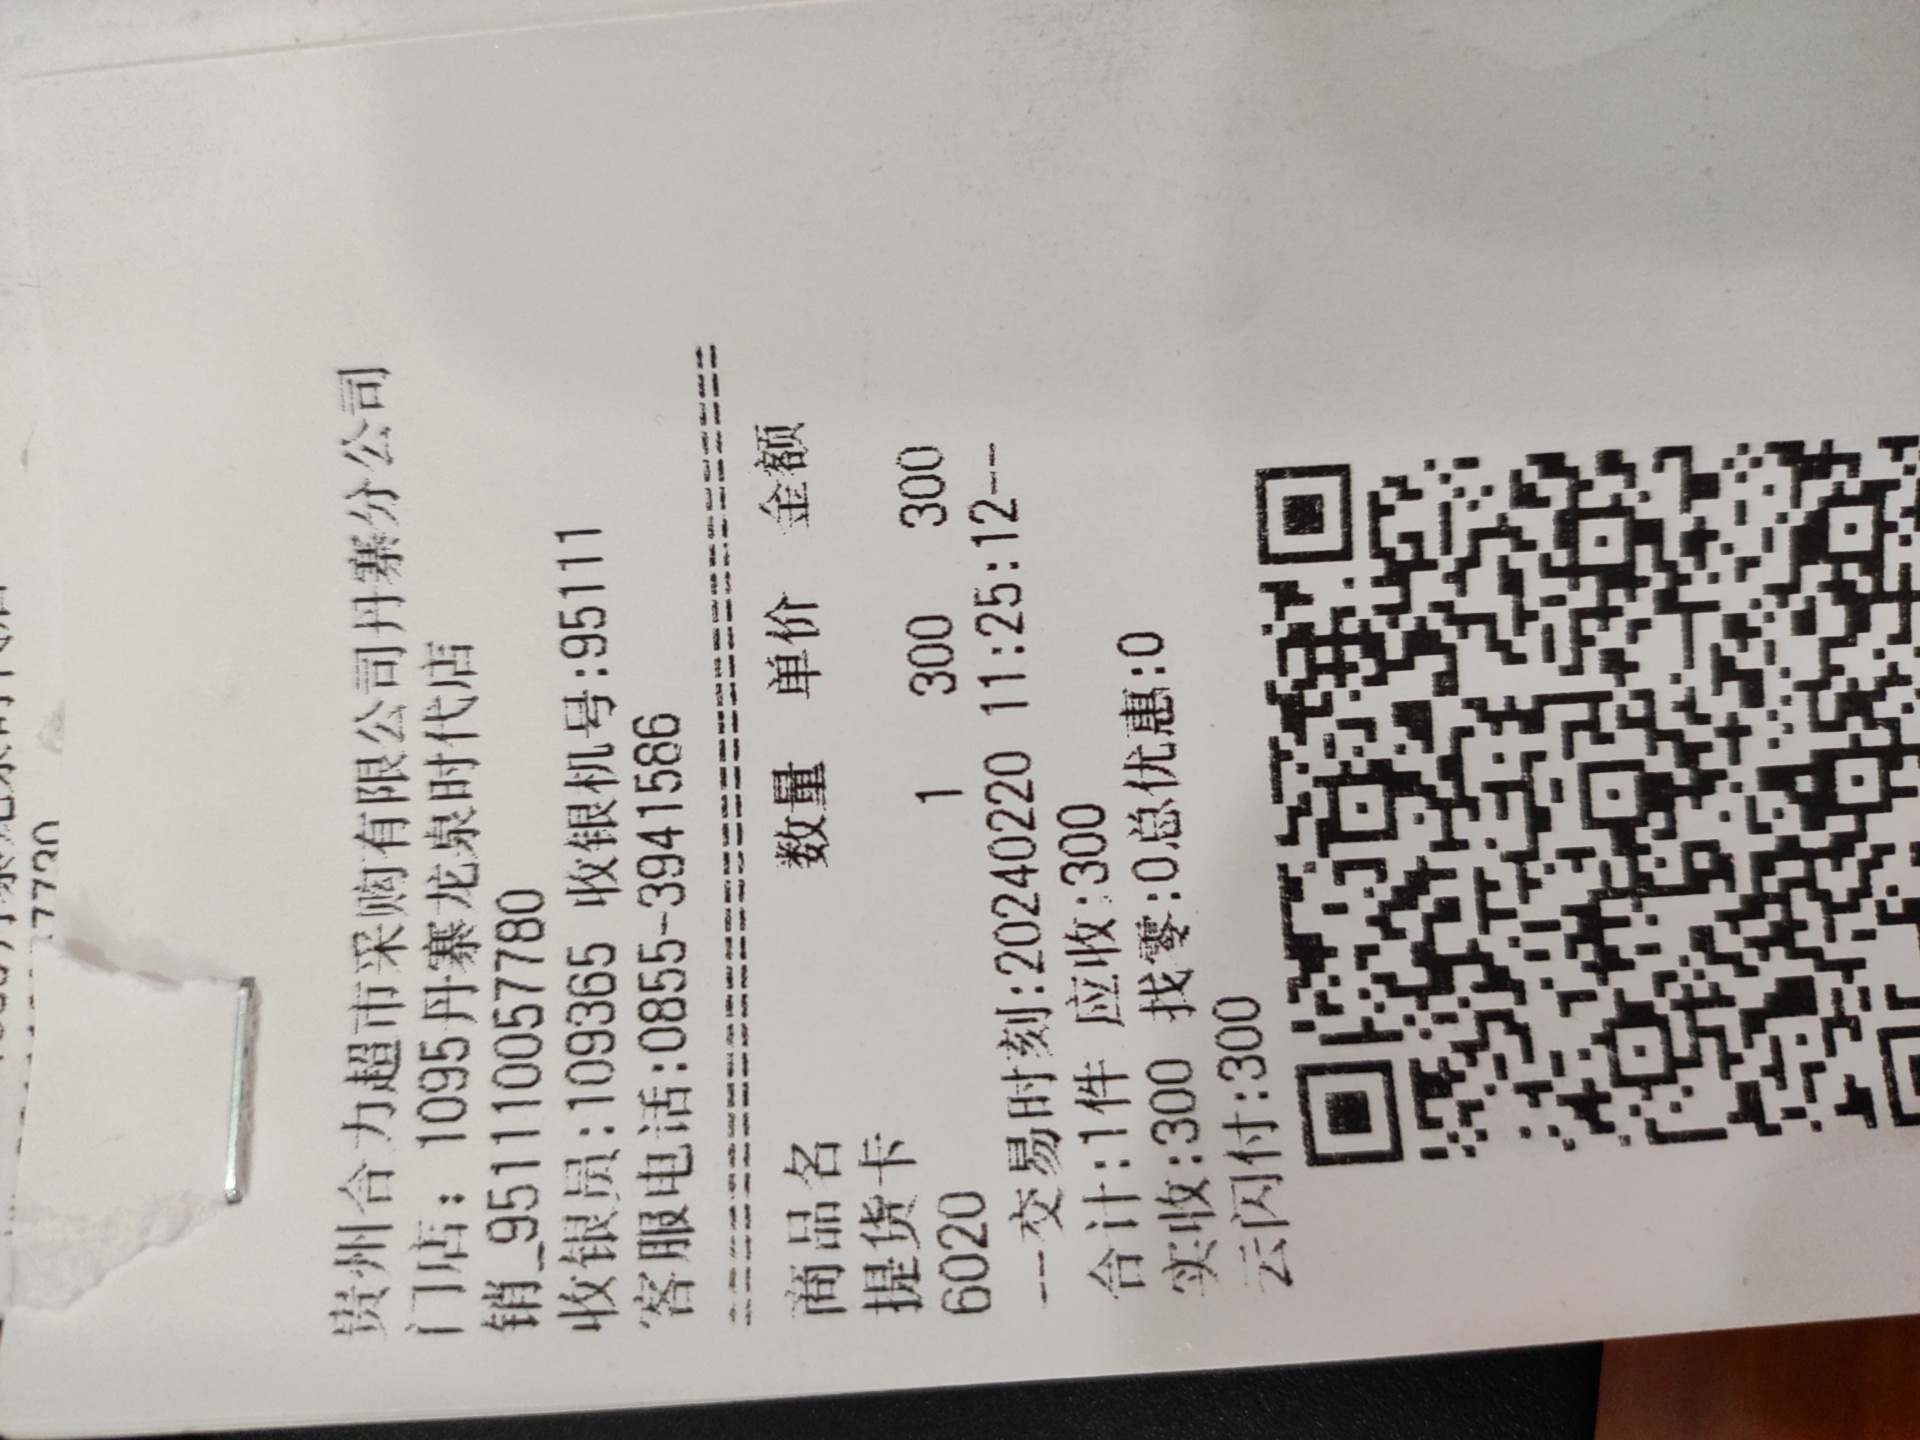 贵州合力超市采购有限公司丹寨分公司
门店: 1095丹寨龙泉时代店
销_951110057780
收银员:109365 收银机号:95111
客服电话:0855-3941586
================================
商品名 数量 单价 金额
提货卡
6020 1 300 300
--交易时刻:20240220 11:25:12--
合计:1件 应收:300
实收:300 找零:0总优惠:0
云闪付:300